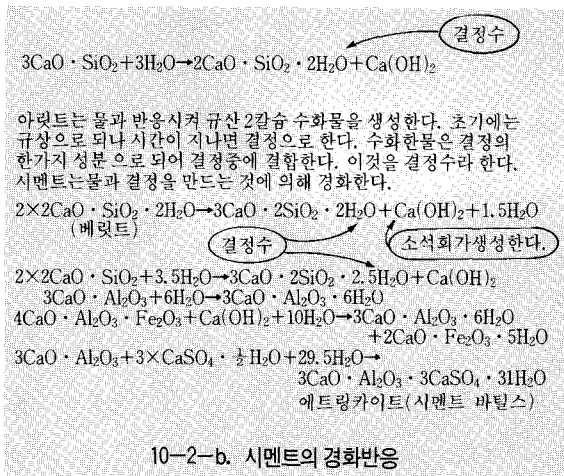 결정수
3CaO・SiO₂+3H₂O→2CaO・SiO₂・2H₂O+Ca(OH)₂
아릿트는 물과 반응시켜 규산 2칼슘 수화물을 생성한다. 초기에는
규상으로 되나 시간이 지나면 결정으로 한다. 수화한물은 결정의
한가지 성분 으로 되어 결정중에 결합한다. 이것을 결정수라 한다.
시멘트는물과 결정을 만드는 것에 의해 경화한다.
2×2CaO・SiO₂・2H₂O→3CaO・2SiO₂・2H₂O+Ca(OH)₂+1.5H₂O
(베릿트)
결정수
소석회가생성한다.
2×2CaO・SiO₂+3.5H₂O→3CaO・2SiO₂・2.5H₂O+Ca(OH)₂
3CaO・Al₂O₃+6H₂O→3CaO・Al₂O₃・6H₂O
4CaO・Al₂O₃・Fe₂O₃+Ca(OH)₂+10H₂O→3CaO・Al₂O₃・6H₂O
+2CaO・Fe₂O₃・5H₂O
3CaO・Al₂O₃+3×CaSO₄・½H₂O+29.5H₂O→
3CaO・Al₂O₃・3CaSO₄・31H₂O
에트링카이트(시멘트 바틸스)
10-2-b. 시멘트의 경화반응